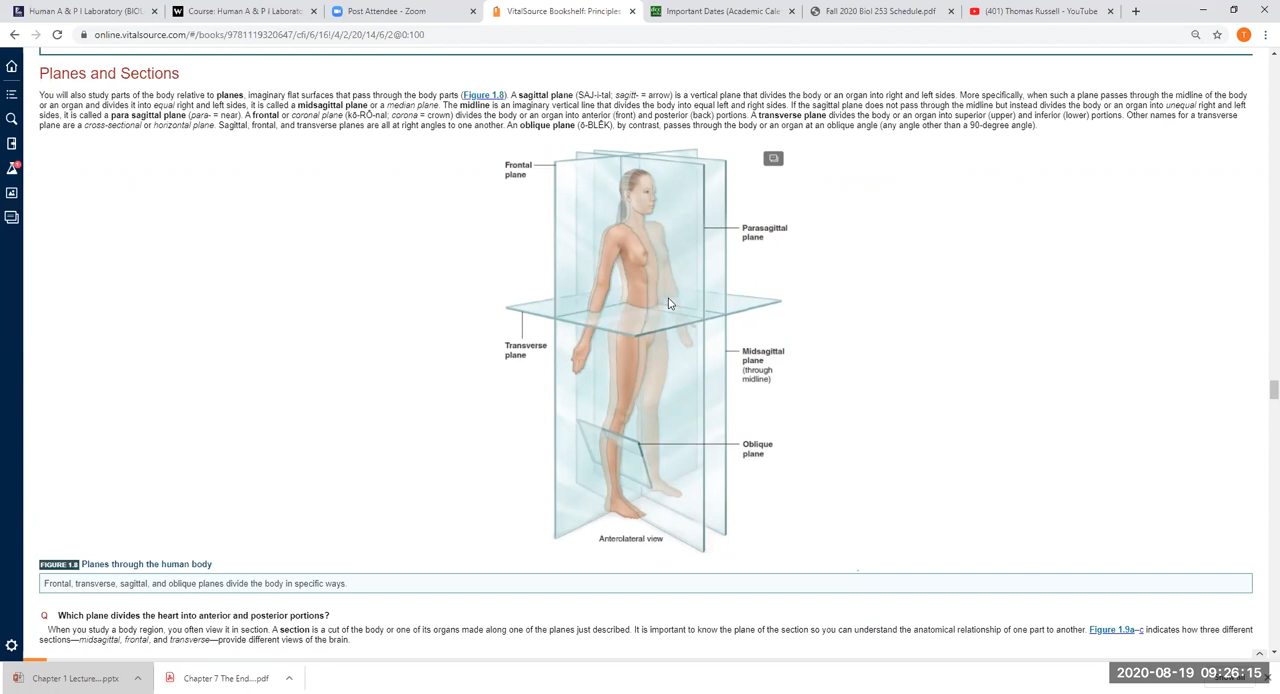 Human A & P I Laboratory (BIOL
Course: Human A & P I Laborato
Post Attendee - Zoom
VitalSource Bookshelf: Principles
Important Dates (Academic Cale
Fall 2020 Biol 253 Schedule.pdf
(401) Thomas Russell - YouTube
online.vitalsource.com/#/books/9781119320647/cfi/6/16!/4/2/20/14/6/2@0:100
T
Planes and Sections
You will also study parts of the body relative to planes, imaginary flat surfaces that pass through the body parts (Figure 1.8). A sagittal plane (SAJ-i-tal; sagitt- = arrow) is a vertical plane that divides the body or an organ into right and left sides. More specifically, when such a plane passes through the midline of the body
or an organ and divides it into equal right and left sides, it is called a midsagittal plane or a median plane. The midline is an imaginary vertical line that divides the body into equal left and right sides. If the sagittal plane does not pass through the midline but instead divides the body or an organ into unequal right and left
sides, it is called a para sagittal plane (para- = near). A frontal or coronal plane (kō-RŌ-nal; corona = crown) divides the body or an organ into anterior (front) and posterior (back) portions. A transverse plane divides the body or an organ into superior (upper) and inferior (lower) portions. Other names for a transverse
plane are a cross-sectional or horizontal plane. Sagittal, frontal, and transverse planes are all at right angles to one another. An oblique plane (ō-BLĒK), by contrast, passes through the body or an organ at an oblique angle (any angle other than a 90-degree angle).
Frontal
plane
Parasagittal
plane
Transverse
plane
Midsagittal
plane
(through
midline)
Oblique
plane
Anterolateral view
FIGURE 1.8 Planes through the human body
Frontal, transverse, sagittal, and oblique planes divide the body in specific ways.
Q Which plane divides the heart into anterior and posterior portions?
When you study a body region, you often view it in section. A section is a cut of the body or one of its organs made along one of the planes just described. It is important to know the plane of the section so you can understand the anatomical relationship of one part to another. Figure 1.9a–c indicates how three different
sections—midsagittal, frontal, and transverse—provide different views of the brain.
Chapter 1 Lecture....pptx
Chapter 7 The End....pdf
2020-08-19 09:26:15